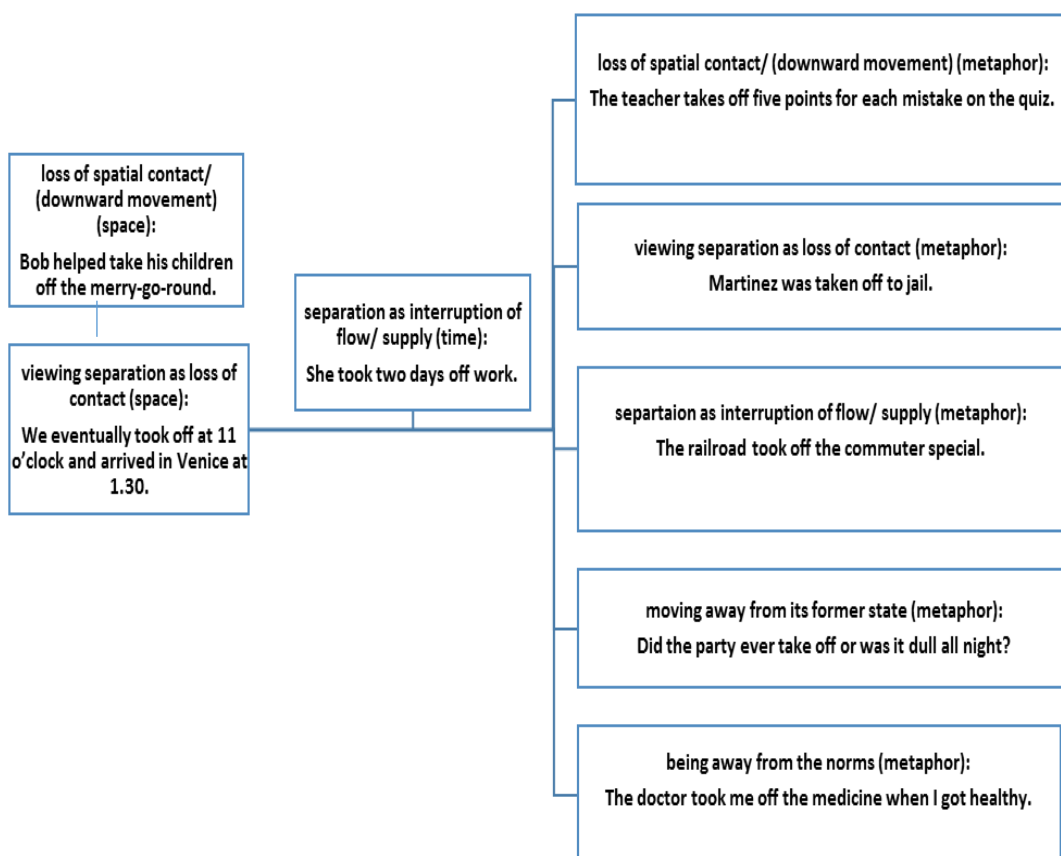 loss of spatial contact/
(downward movement)
(space):
Bob helped take his children
off the merry-go-round.
viewing separation as loss of
contact (space):
We eventually took off at 11
o’clock and arrived in Venice at
1.30.
separation as interruption of
flow/ supply (time):
She took two days off work.
loss of spatial contact/ (downward movement) (metaphor):
The teacher takes off five points for each mistake on the quiz.
viewing separation as loss of contact (metaphor):
Martinez was taken off to jail.
separtaion as interruption of flow/ supply (metaphor):
The railroad took off the commuter special.
moving away from its former state (metaphor):
Did the party ever take off or was it dull all night?
being away from the norms (metaphor):
The doctor took me off the medicine when I got healthy.